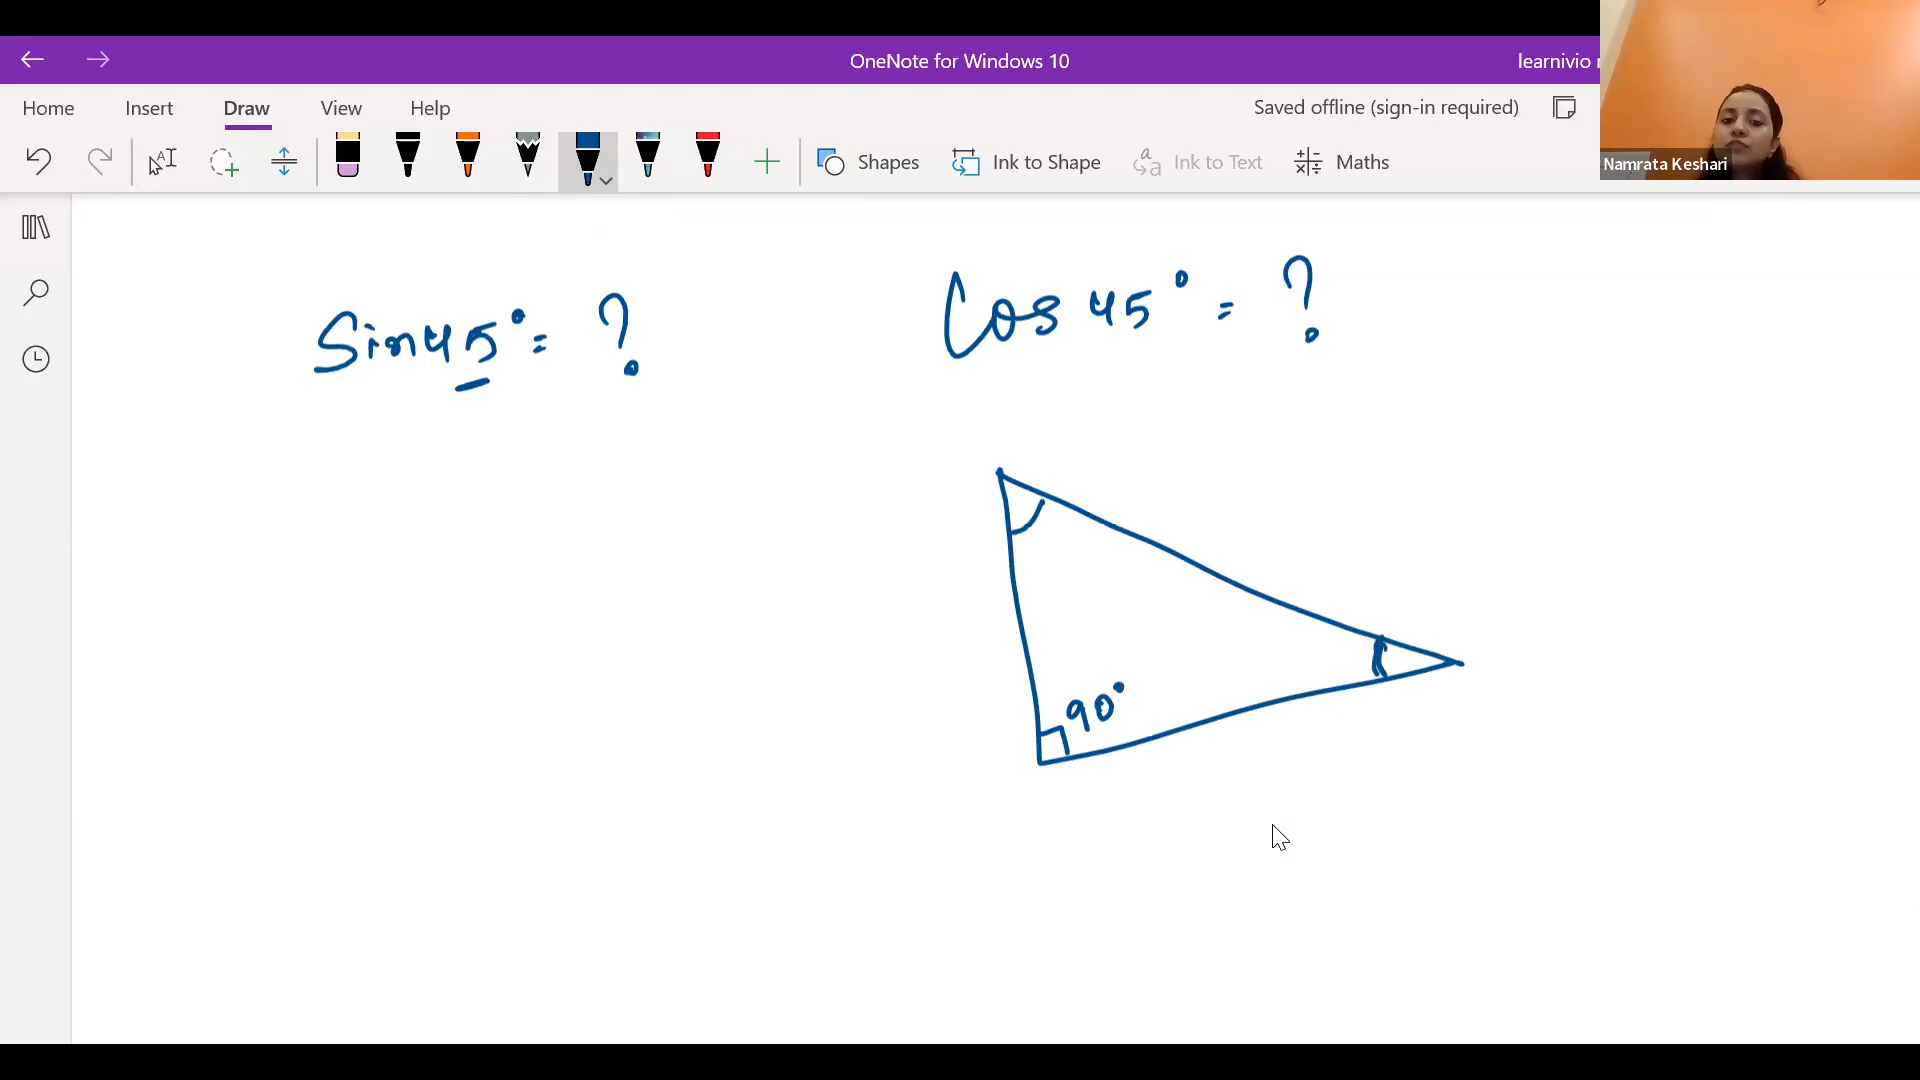 OneNote for Windows 10
learnivio
Home Insert Draw View Help
Saved offline (sign-in required)
Shapes Ink to Shape Ink to Text Maths
Namrata Keshari
Sin45° = ?
Cos 45° = ?
90°